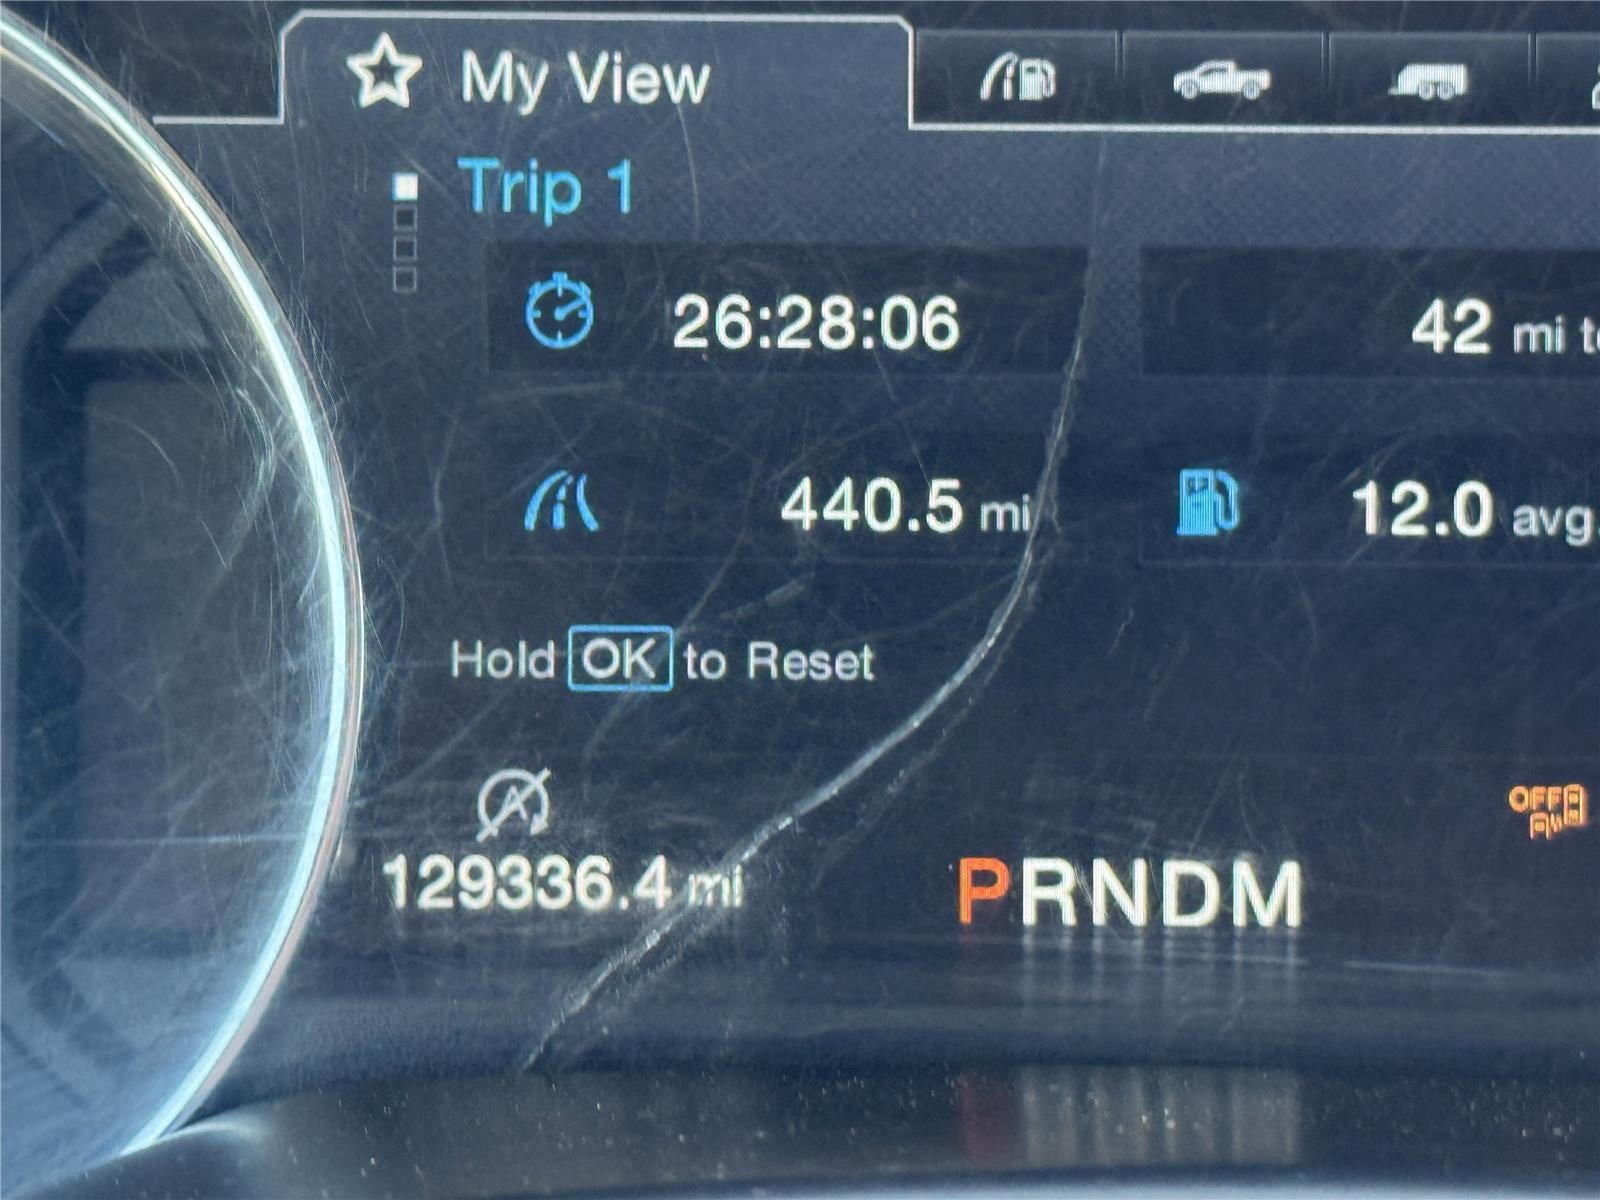 My View
Trip 1
26:28:06
42 mi t
440.5 mi
12.0 avg.
Hold OK to Reset
A
129336.4 mi
PRNDM
OFF